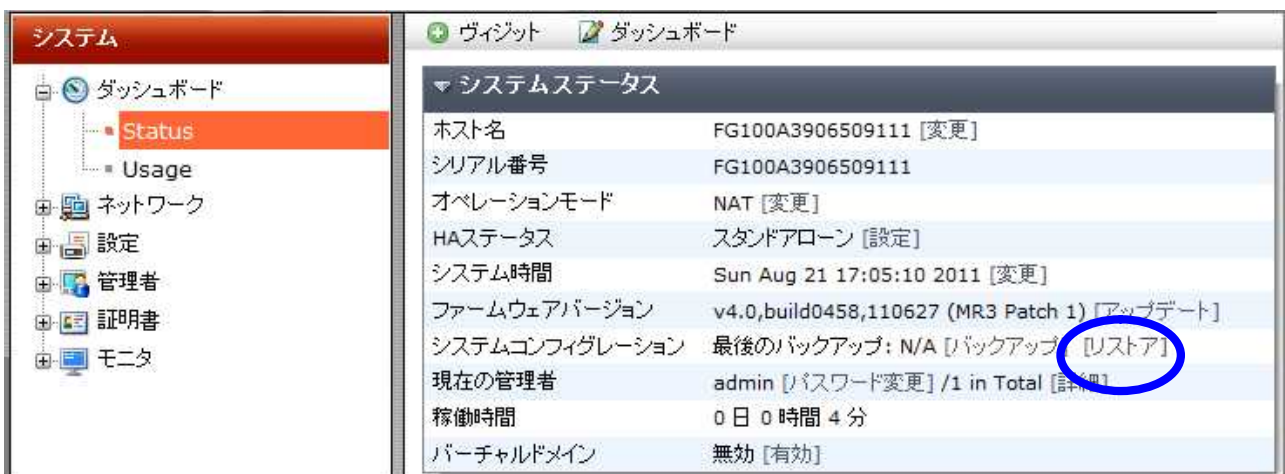 システム
ダッシュボード
Status
Usage
ネットワーク
設定
管理者
証明書
モニタ
ヴィジット ダッシュボード
システムステータス
ホスト名 FG100A3906509111 [変更]
シリアル番号 FG100A3906509111
オペレーションモード NAT [変更]
HAステータス スタンドアローン [設定]
システム時間 Sun Aug 21 17:05:10 2011 [変更]
ファームウェアバージョン v4.0,build0458,110627 (MR3 Patch 1) [アップデート]
システムコンフィグレーション 最後のバックアップ: N/A [バックアップ] [リストア]
現在の管理者 admin [パスワード変更] /1 in Total [詳細]
稼働時間 0 日 0 時間 4 分
バーチャルドメイン 無効 [有効]